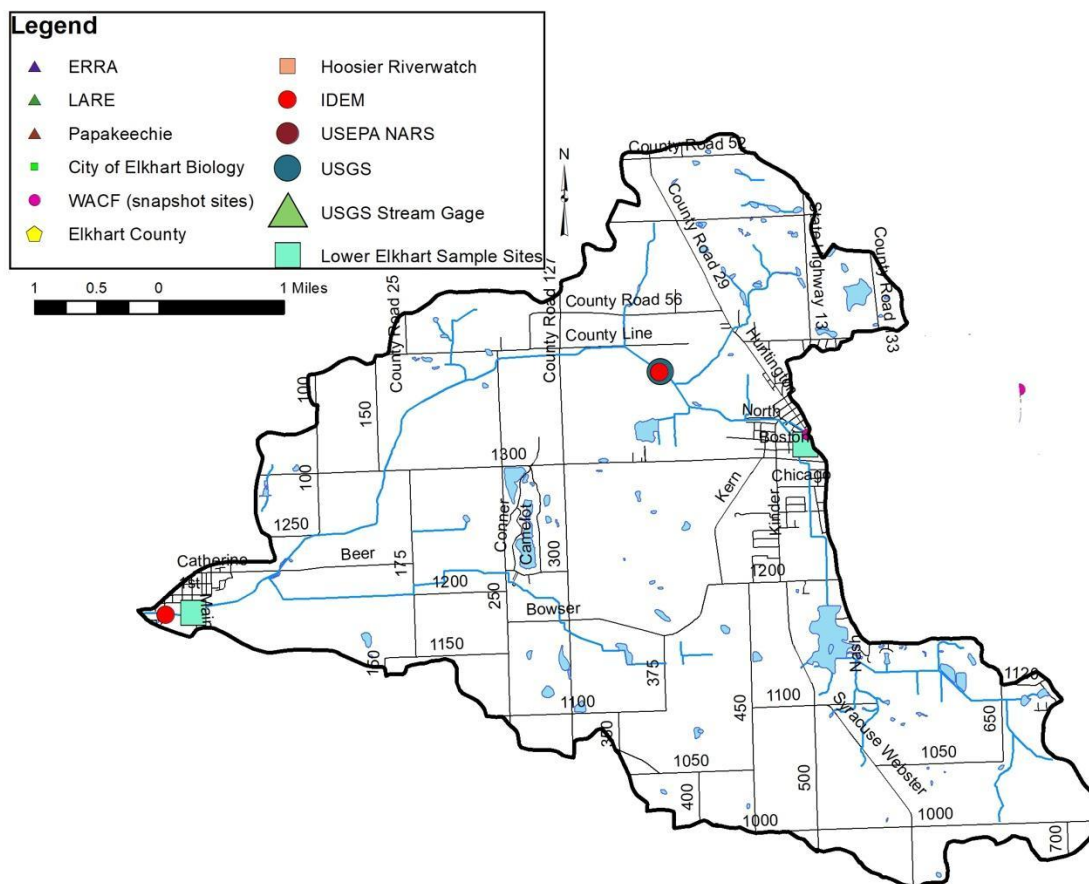 Legend
ERRA
LARE
Papakeechie
City of Elkhart Biology
WACF (snapshot sites)
Elkhart County
Hoosier Riverwatch
IDEM
USEPA NARS
USGS
USGS Stream Gage
Lower Elkhart Sample Sites
1 0.5 0 1 Miles
N
County Road 52
County Road 29
State Highway 13
County Road 133
County Road 127
County Road 25
County Road 56
County Line
Huntington
100
150
North
Boston
1300
100
Chicago
Kern
Kinder
Conner
Camelot
300
1250
Catherine
Beer
175
1st
Main
1200
250
1200
Bowser
1150
150
375
Nash
1120
1100
350
450
1100
650
Syracuse Webster
1050
1050
400
500
1000
1000
700